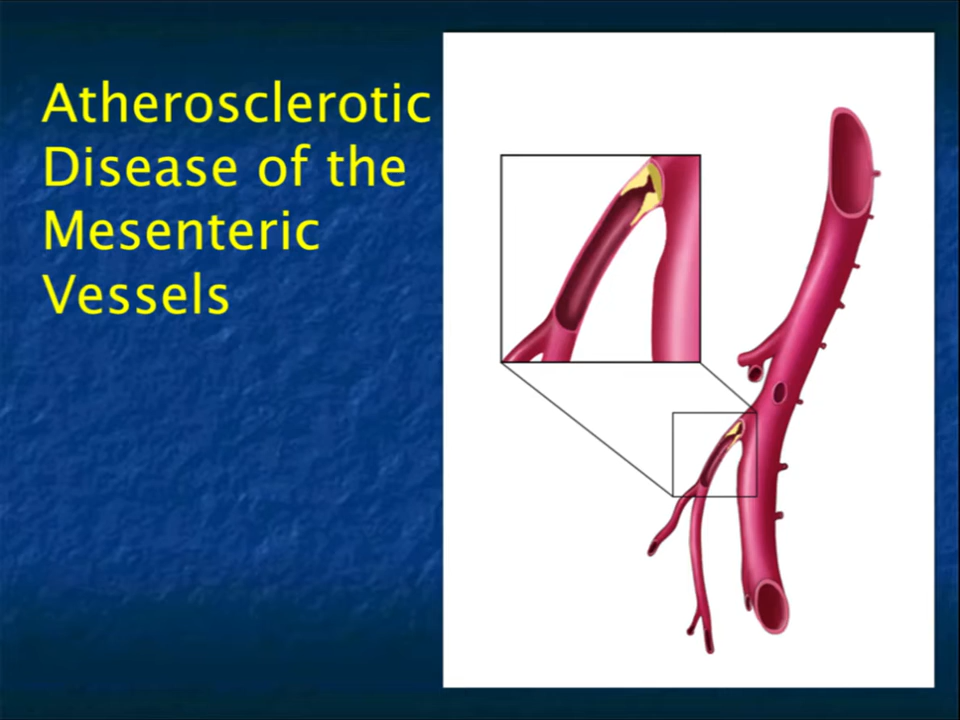 Atherosclerotic
Disease of the
Mesenteric
Vessels